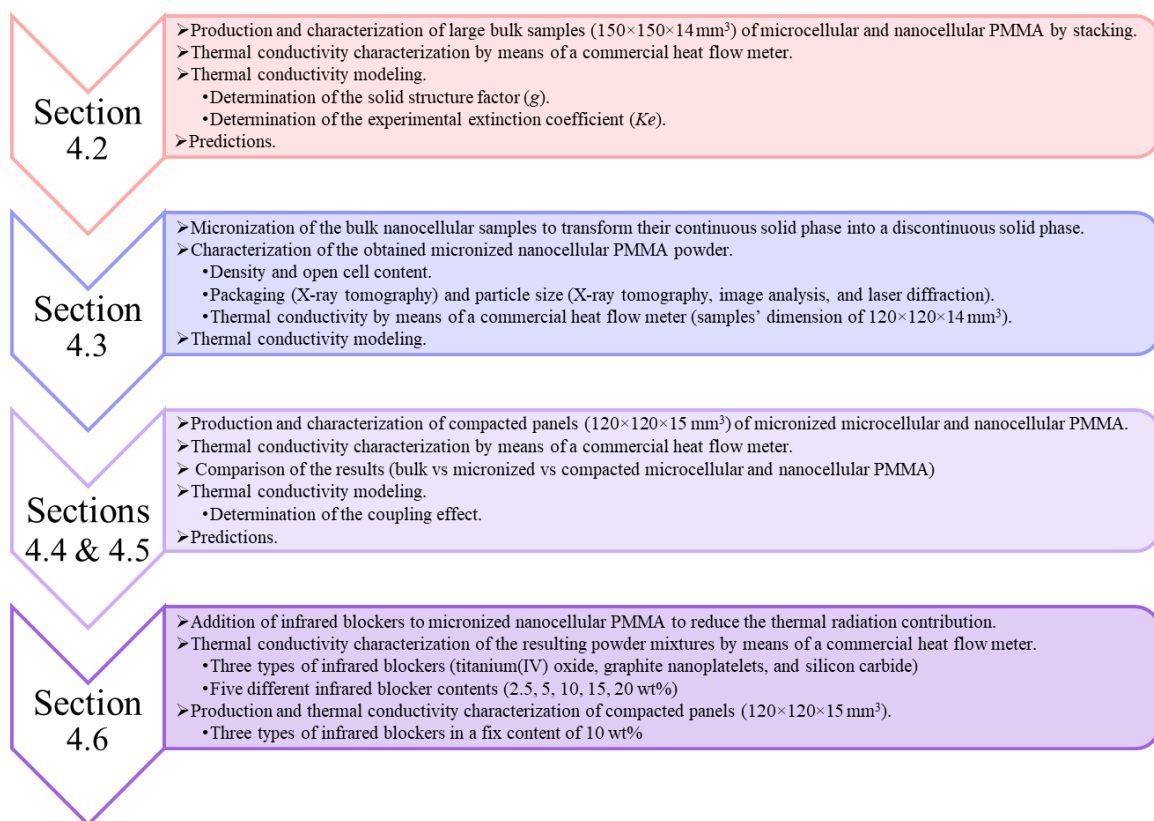 Section
4.2
➢Production and characterization of large bulk samples (150×150×14 mm³) of microcellular and nanocellular PMMA by stacking.
➢Thermal conductivity characterization by means of a commercial heat flow meter.
➢Thermal conductivity modeling.
•Determination of the solid structure factor (g).
•Determination of the experimental extinction coefficient (Ke).
➢Predictions.
Section
4.3
➢Micronization of the bulk nanocellular samples to transform their continuous solid phase into a discontinuous solid phase.
➢Characterization of the obtained micronized nanocellular PMMA powder.
•Density and open cell content.
•Packaging (X-ray tomography) and particle size (X-ray tomography, image analysis, and laser diffraction).
•Thermal conductivity by means of a commercial heat flow meter (samples’ dimension of 120×120×14 mm³).
➢Thermal conductivity modeling.
Sections
4.4 & 4.5
➢Production and characterization of compacted panels (120×120×15 mm³) of micronized microcellular and nanocellular PMMA.
➢Thermal conductivity characterization by means of a commercial heat flow meter.
➢ Comparison of the results (bulk vs micronized vs compacted microcellular and nanocellular PMMA)
➢Thermal conductivity modeling.
•Determination of the coupling effect.
➢Predictions.
Section
4.6
➢Addition of infrared blockers to micronized nanocellular PMMA to reduce the thermal radiation contribution.
➢Thermal conductivity characterization of the resulting powder mixtures by means of a commercial heat flow meter.
•Three types of infrared blockers (titanium(IV) oxide, graphite nanoplatelets, and silicon carbide)
•Five different infrared blocker contents (2.5, 5, 10, 15, 20 wt%)
➢Production and thermal conductivity characterization of compacted panels (120×120×15 mm³).
•Three types of infrared blockers in a fix content of 10 wt%